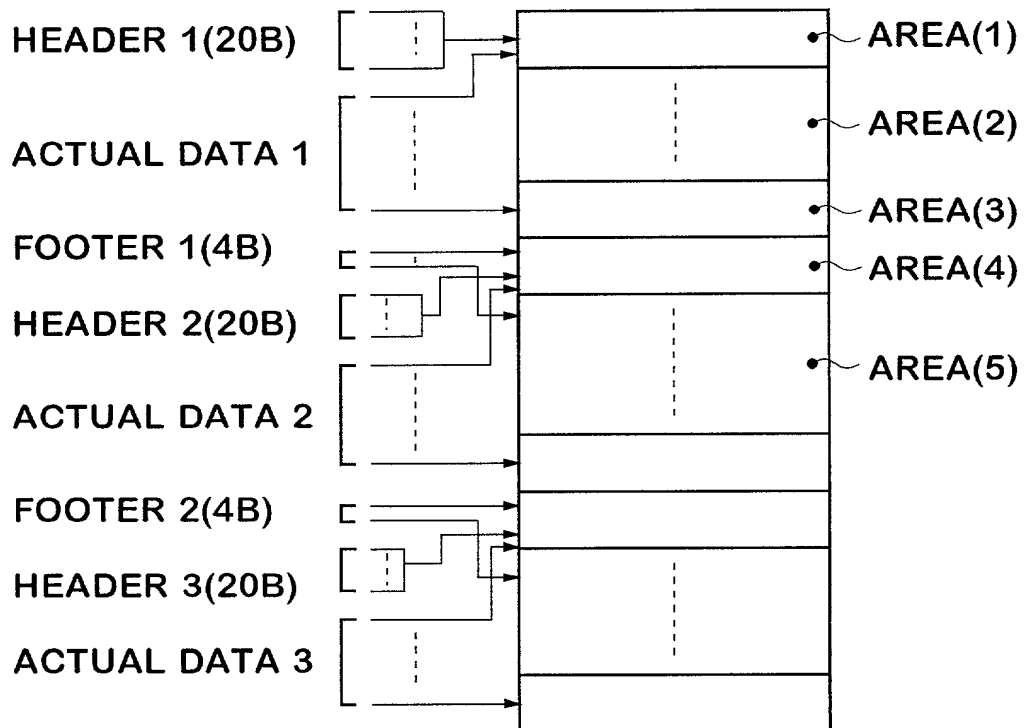 HEADER 1(20B)
ACTUAL DATA 1
FOOTER 1(4B)
HEADER 2(20B)
ACTUAL DATA 2
FOOTER 2(4B)
HEADER 3(20B)
ACTUAL DATA 3
AREA(1)
AREA(2)
AREA(3)
AREA(4)
AREA(5)